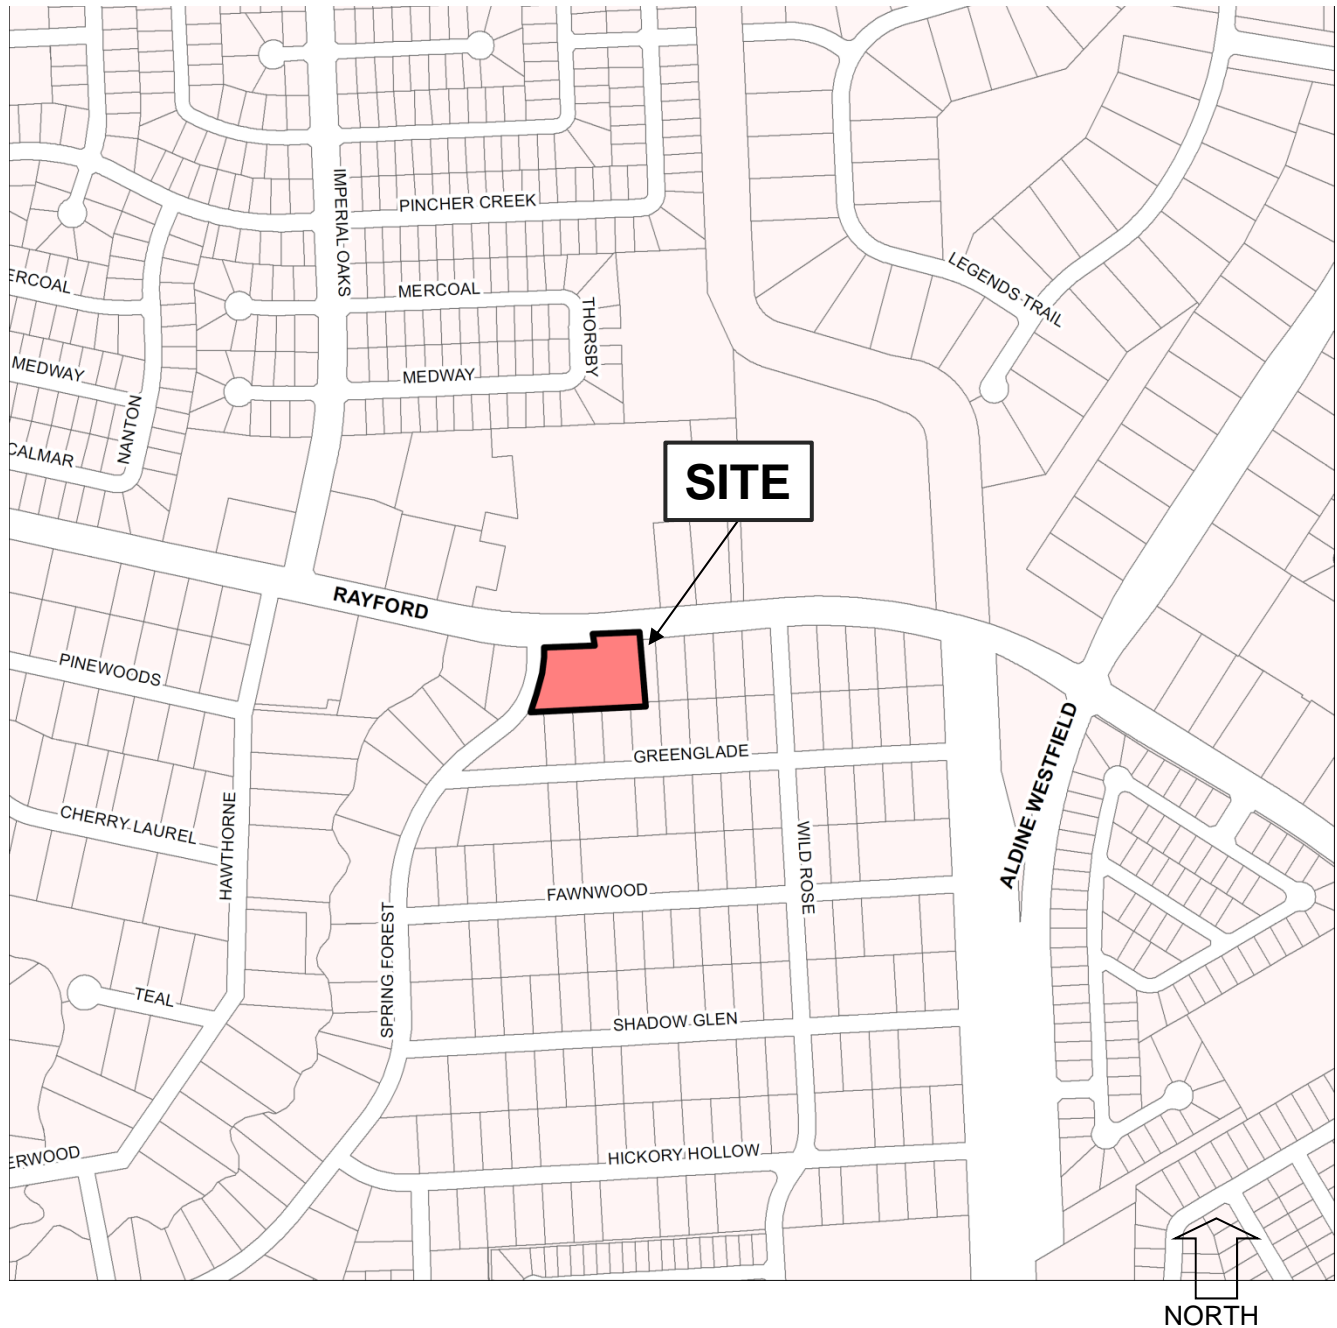 IMPERIAL OAKS
PINCHER CREEK
LEGENDS TRAIL
ERCOAL
MERCOAL
THORSBY
MEDWAY
MEDWAY
NANTON
CALMAR
SITE
RAYFORD
PINEWOODS
ALDINE WESTFIELD
GREENGLADE
HAWTHORNE
CHERRY LAUREL
WILD ROSE
FAWNWOOD
SPRING FOREST
TEAL
SHADOW GLEN
ERWOOD
HICKORY HOLLOW
NORTH